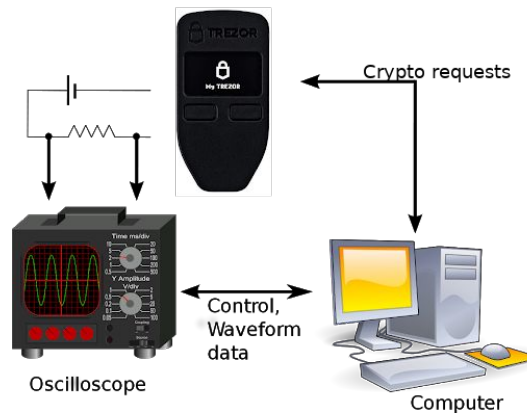 TREZOR
My TREZOR
Crypto requests
Time ms/div
Y Amplitude
V/div
Control,
Waveform
data
Oscilloscope
Computer